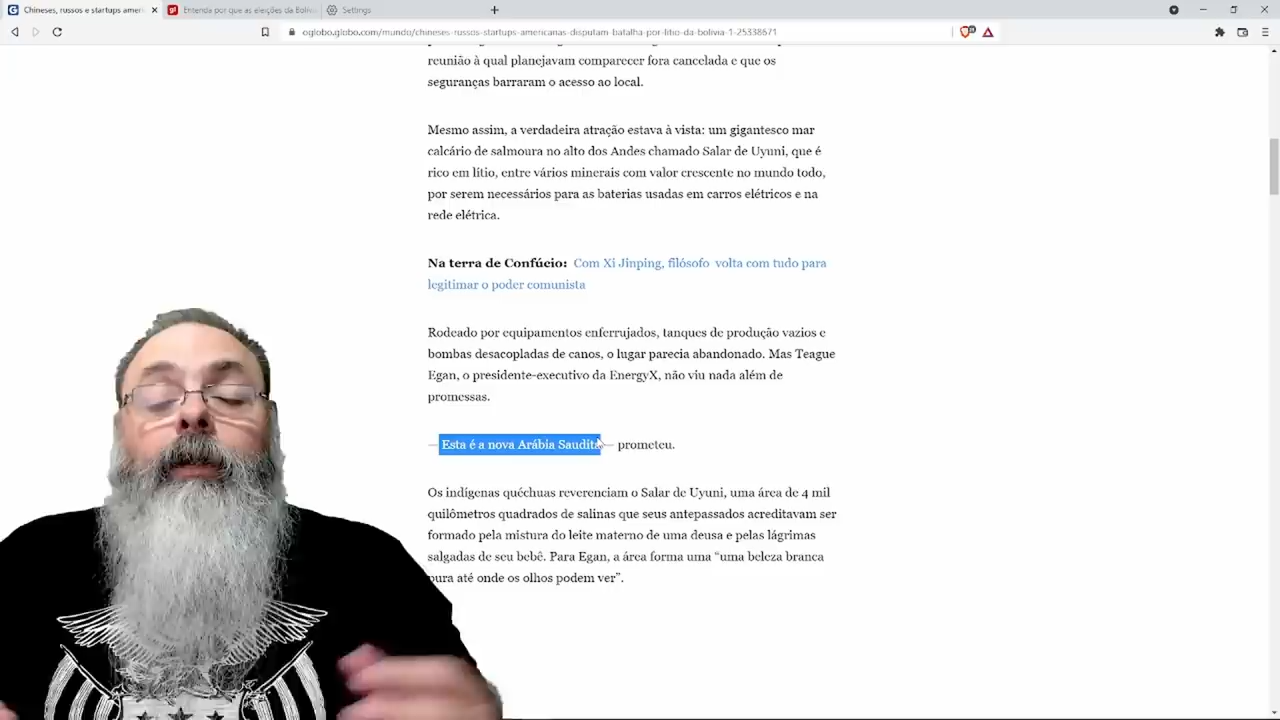 Chineses, russos e startups ameri
Entenda por que as eleições da Bolív
Settings
oglobo.globo.com/mundo/chineses-russos-startups-americanas-disputam-batalha-por-litio-da-bolivia-1-25338671
reunião à qual planejavam comparecer fora cancelada e que os
seguranças barraram o acesso ao local.
Mesmo assim, a verdadeira atração estava à vista: um gigantesco mar
calcário de salmoura no alto dos Andes chamado Salar de Uyuni, que é
rico em lítio, entre vários minerais com valor crescente no mundo todo,
por serem necessários para as baterias usadas em carros elétricos e na
rede elétrica.
Na terra de Confúcio: Com Xi Jinping, filósofo volta com tudo para
legitimar o poder comunista
Rodeado por equipamentos enferrujados, tanques de produção vazios e
bombas desacopladas de canos, o lugar parecia abandonado. Mas Teague
Egan, o presidente-executivo da EnergyX, não viu nada além de
promessas.
— Esta é a nova Arábia Saudita — prometeu.
Os indígenas quéchuas reverenciam o Salar de Uyuni, uma área de 4 mil
quilômetros quadrados de salinas que seus antepassados acreditavam ser
formado pela mistura do leite materno de uma deusa e pelas lágrimas
salgadas de seu bebê. Para Egan, a área forma uma “uma beleza branca
pura até onde os olhos podem ver”.